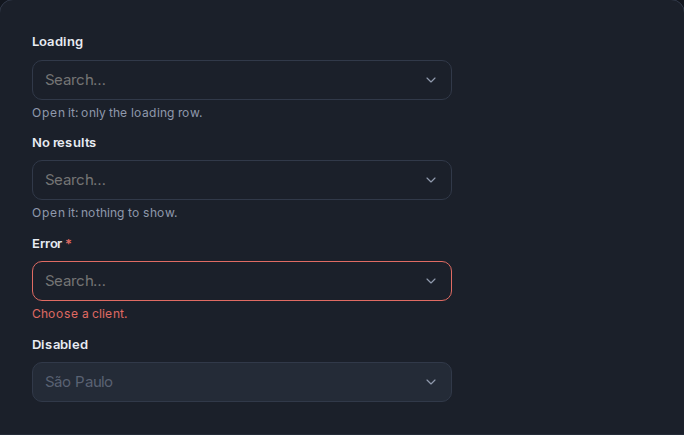 Loading
Search...
Open it: only the loading row.
No results
Search...
Open it: nothing to show.
Error *
Search...
Choose a client.
Disabled
São Paulo